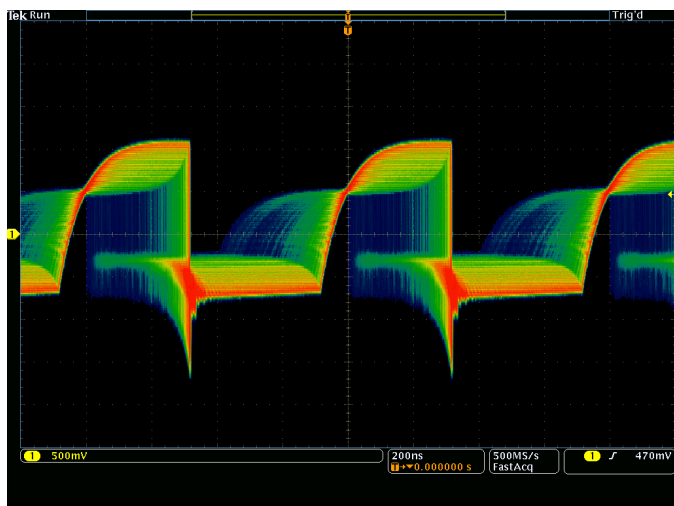 Tek Run Trig'd
T
T
1
1 500mV
200ns 500MS/s 1 470mV
T→▼0.000000 s FastAcq